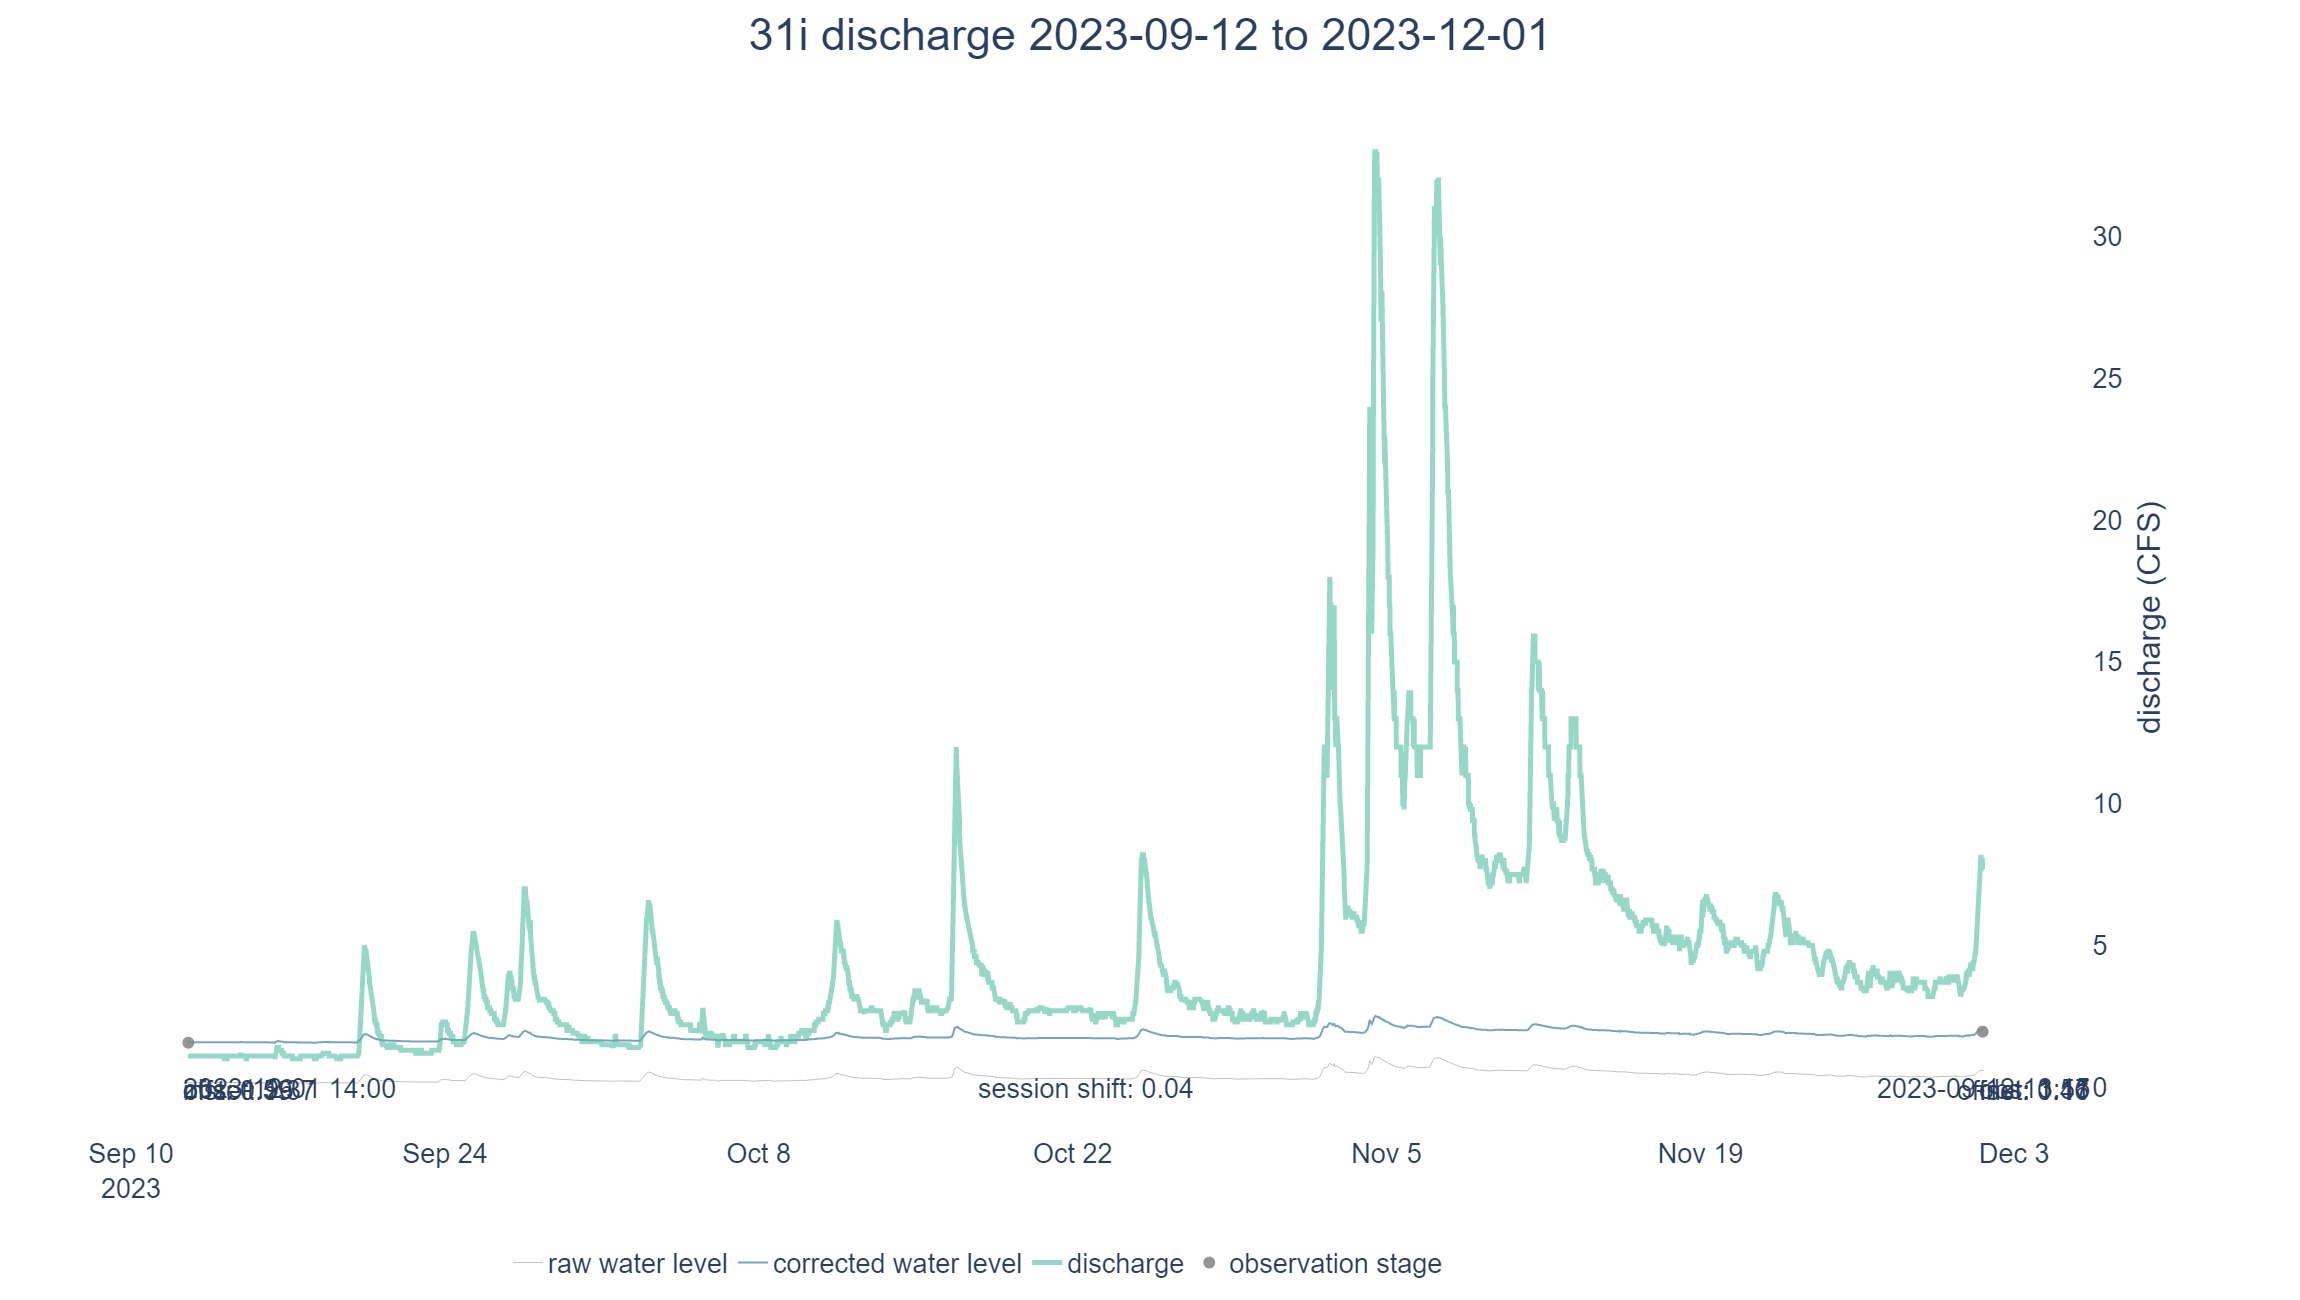 31i discharge 2023-09-12 to 2023-12-01
30
25
20
15
10
5
0
discharge (CFS)
14:00
session shift: 0.04
Sep 10
2023
Sep 24
Oct 8
Oct 22
Nov 5
Nov 19
Dec 3
raw water level
corrected water level
discharge
observation stage